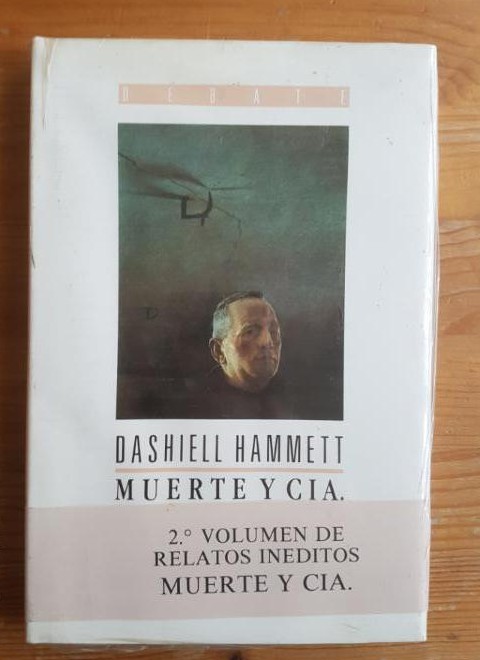 DEBATE
DASHIELL HAMMETT
MUERTE Y CIA.
2.° VOLUMEN DE
RELATOS INEDITOS
MUERTE Y CIA.